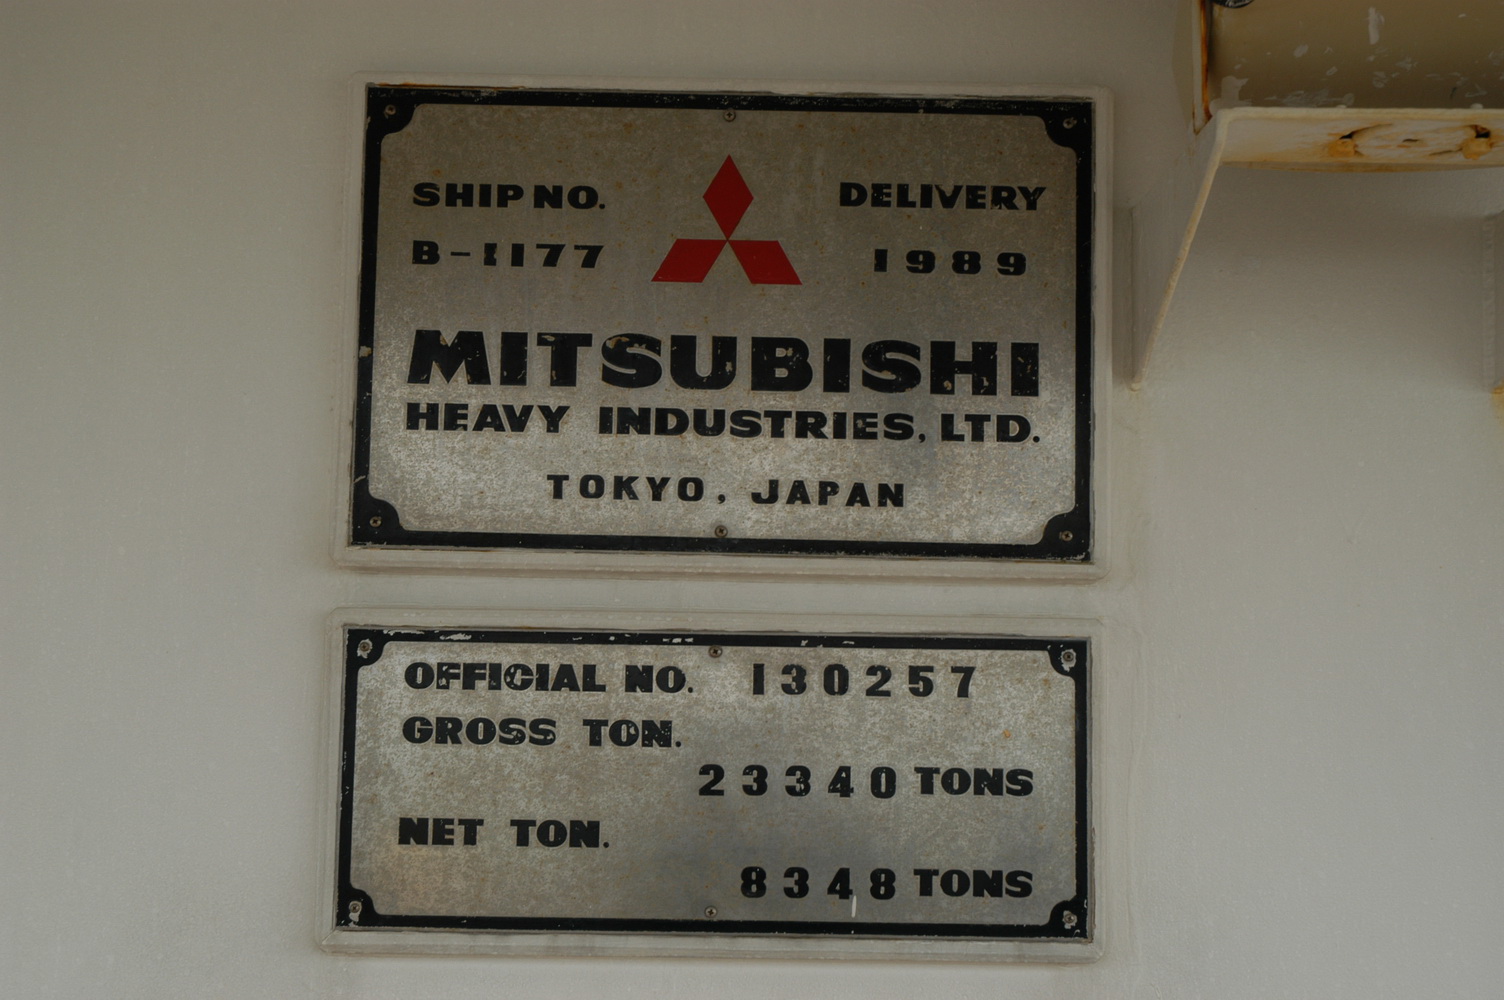 SHIP NO. DELIVERY
B-1177 1989
MITSUBISHI
HEAVY INDUSTRIES, LTD.
TOKYO, JAPAN
OFFICIAL NO. 130257
GROSS TON.
23340 TONS
NET TON.
8348 TONS